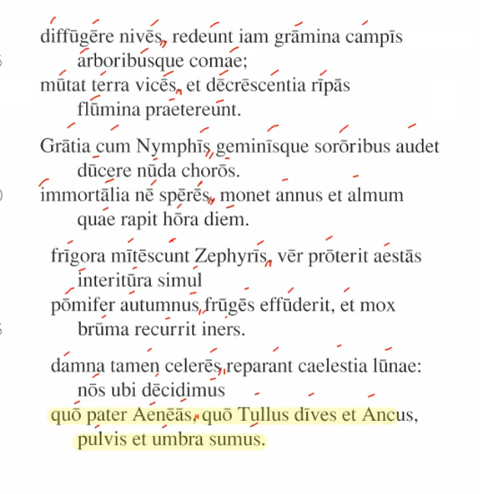 diffūgēre nivēs, redeunt iam grāmina campīs
arboribusque comae;
mūtat terra vicēs, et dēcrēscentia rīpās
flūmina praetereunt.
Grātia cum Nymphīs geminīsque sorōribus audet
dūcere nūda chorōs.
immortālia nē spērēs, monet annus et almum
quae rapit hōra diem.
frīgora mītēscunt Zephyrīs, vēr prōterit aestās
interitūra simul
pōmifer autumnus frūgēs effūderit, et mox
brūma recurrit iners.
damna tamen celerēs reparant caelestia lūnae:
nōs ubi dēcidimus
quō pater Aenēās, quō Tullus dīves et Ancus,
pulvis et umbra sumus.